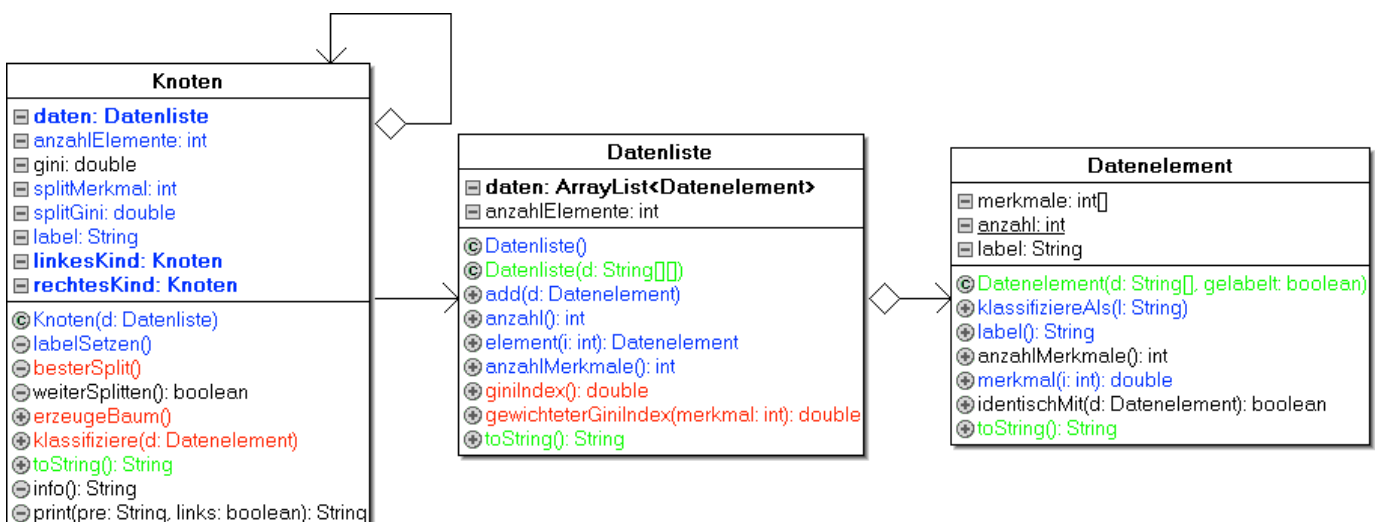 Knoten
daten: Datenliste
anzahlElemente: int
gini: double
splitMerkmal: int
splitGini: double
label: String
linkesKind: Knoten
rechtesKind: Knoten
Knoten(d: Datenliste)
labelSetzen()
besterSplit()
weiterSplitten(): boolean
erzeugeBaum()
klassifiziere(d: Datenelement)
toString(): String
info(): String
print(pre: String, links: boolean): String
Datenliste
daten: ArrayList<Datenelement>
anzahlElemente: int
Datenliste()
Datenliste(d: String[][])
add(d: Datenelement)
anzahl(): int
element(i: int): Datenelement
anzahlMerkmale(): int
giniIndex(): double
gewichteterGiniIndex(merkmal: int): double
toString(): String
Datenelement
merkmale: int[]
anzahl: int
label: String
Datenelement(d: String[], gelabelt: boolean)
klassifiziereAls(l: String)
label(): String
anzahlMerkmale(): int
merkmal(i: int): double
identischMit(d: Datenelement): boolean
toString(): String